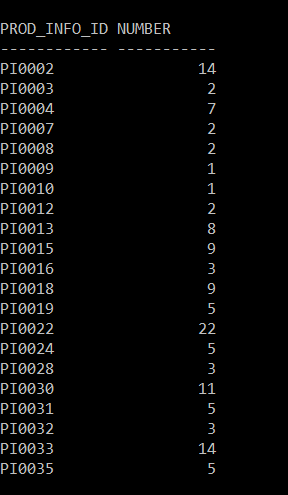 PROD_INFO_ID NUMBER
------------ -----------
PI0002 14
PI0003 2
PI0004 7
PI0007 2
PI0008 2
PI0009 1
PI0010 1
PI0012 2
PI0013 8
PI0015 9
PI0016 3
PI0018 9
PI0019 5
PI0022 22
PI0024 5
PI0028 3
PI0030 11
PI0031 5
PI0032 3
PI0033 14
PI0035 5